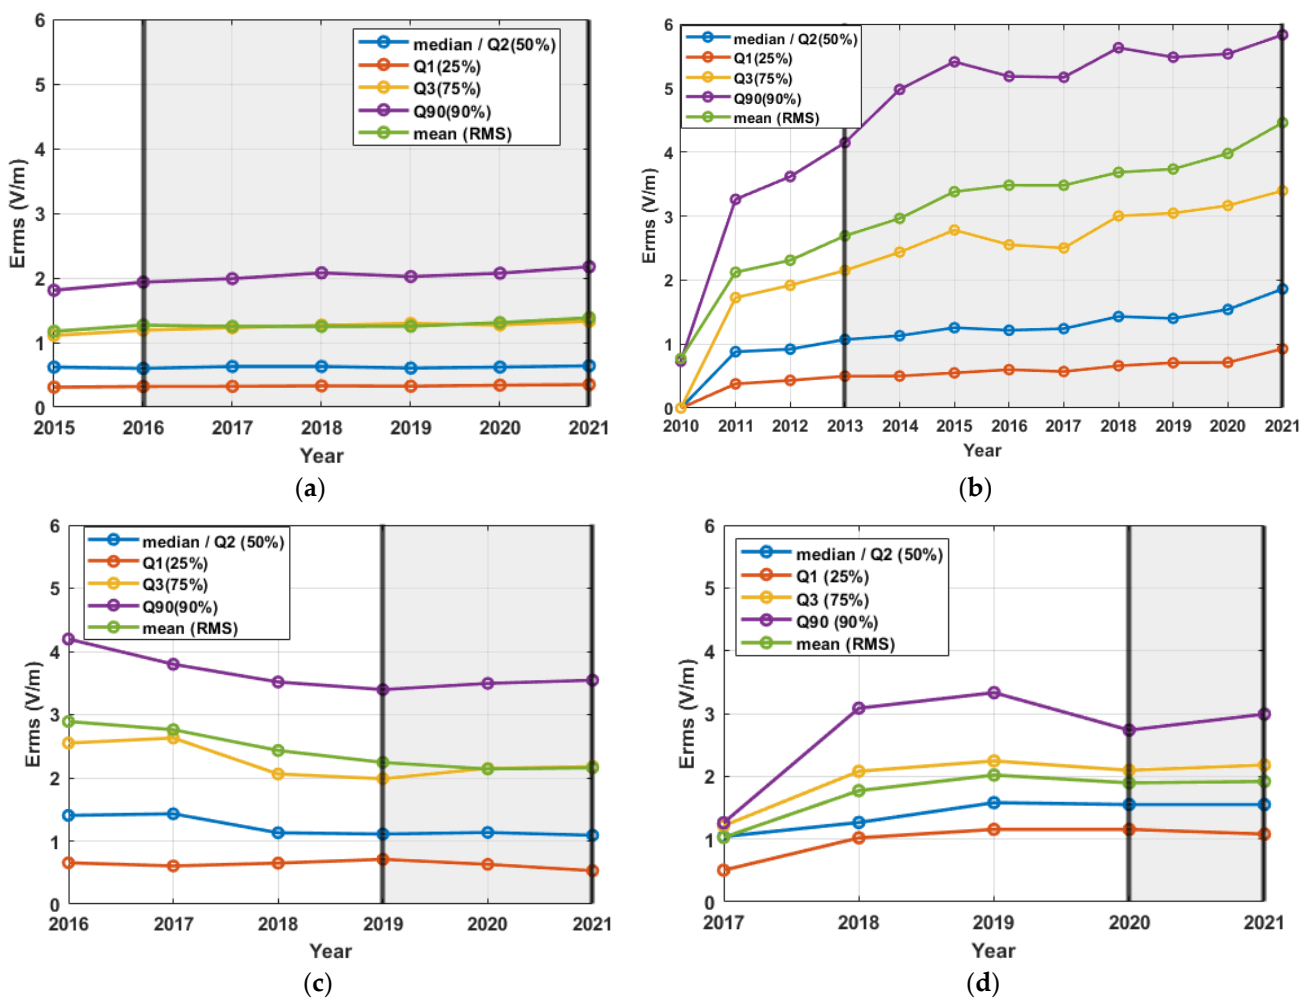 6
5
4
3
2
1
0
Erms (V/m)
median / Q2(50%)
Q1(25%)
Q3(75%)
Q90(90%)
mean (RMS)
2015 2016 2017 2018 2019 2020 2021
Year
(a)
6
5
4
3
2
1
0
Erms (V/m)
median / Q2(50%)
Q1(25%)
Q3(75%)
Q90(90%)
mean (RMS)
2010 2011 2012 2013 2014 2015 2016 2017 2018 2019 2020 2021
Year
(b)
6
5
4
3
2
1
0
Erms (V/m)
median / Q2 (50%)
Q1(25%)
Q3(75%)
Q90(90%)
mean (RMS)
2016 2017 2018 2019 2020 2021
Year
(c)
6
5
4
3
2
1
0
Erms (V/m)
median / Q2 (50%)
Q1 (25%)
Q3 (75%)
Q90 (90%)
mean (RMS)
2017 2018 2019 2020 2021
Year
(d)